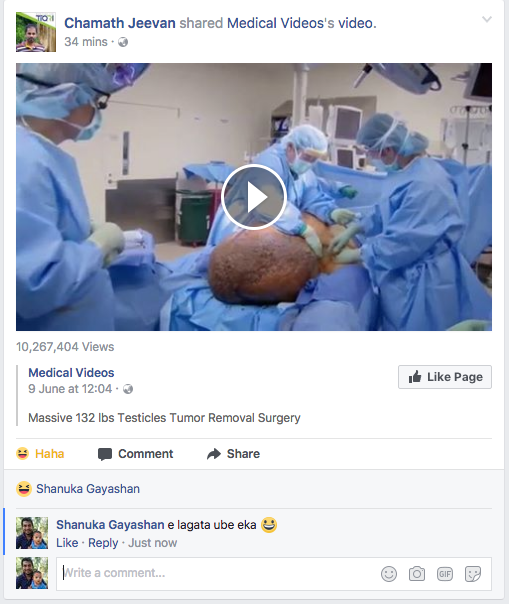 Chamath Jeevan shared Medical Videos's video.
34 mins ·
10,267,404 Views
Medical Videos
9 June at 12:04 ·
Like Page
Massive 132 lbs Testicles Tumor Removal Surgery
Haha Comment Share
Shanuka Gayashan
Shanuka Gayashan e lagata ube eka
Like · Reply · Just now
Write a comment...
GIF